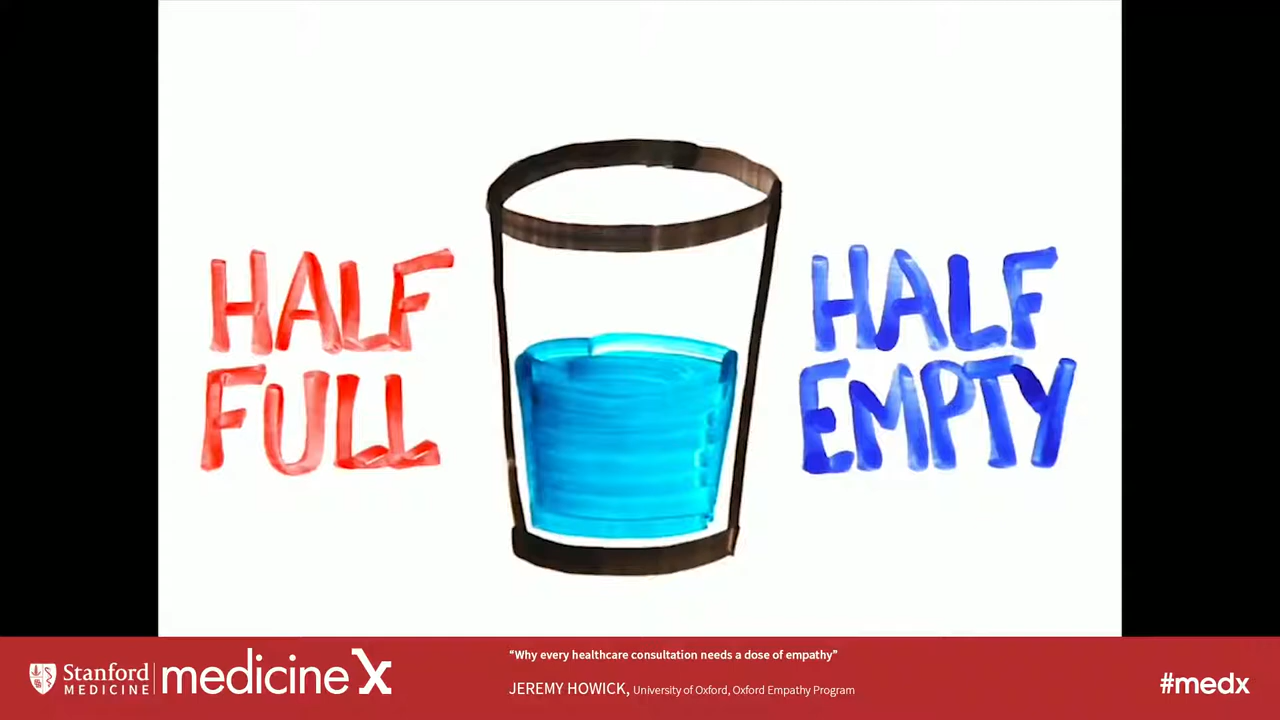 HALF
FULL
HALF
EMPTY
Stanford
MEDICINE
medicineX
“Why every healthcare consultation needs a dose of empathy”
JEREMY HOWICK, University of Oxford, Oxford Empathy Program
#medx